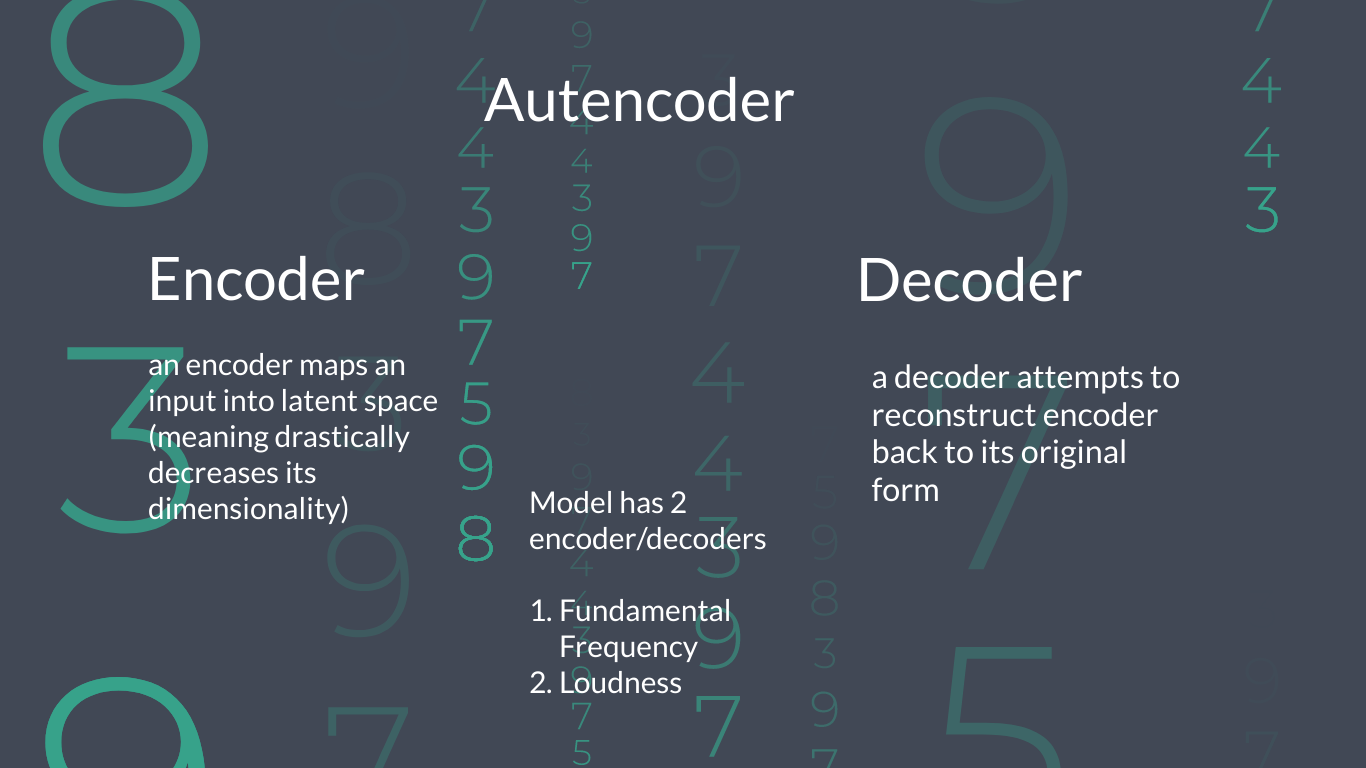 Autencoder
Encoder
an encoder maps an
input into latent space
(meaning drastically
decreases its
dimensionality)
Decoder
a decoder attempts to
reconstruct encoder
back to its original
form
Model has 2
encoder/decoders
1. Fundamental
Frequency
2. Loudness